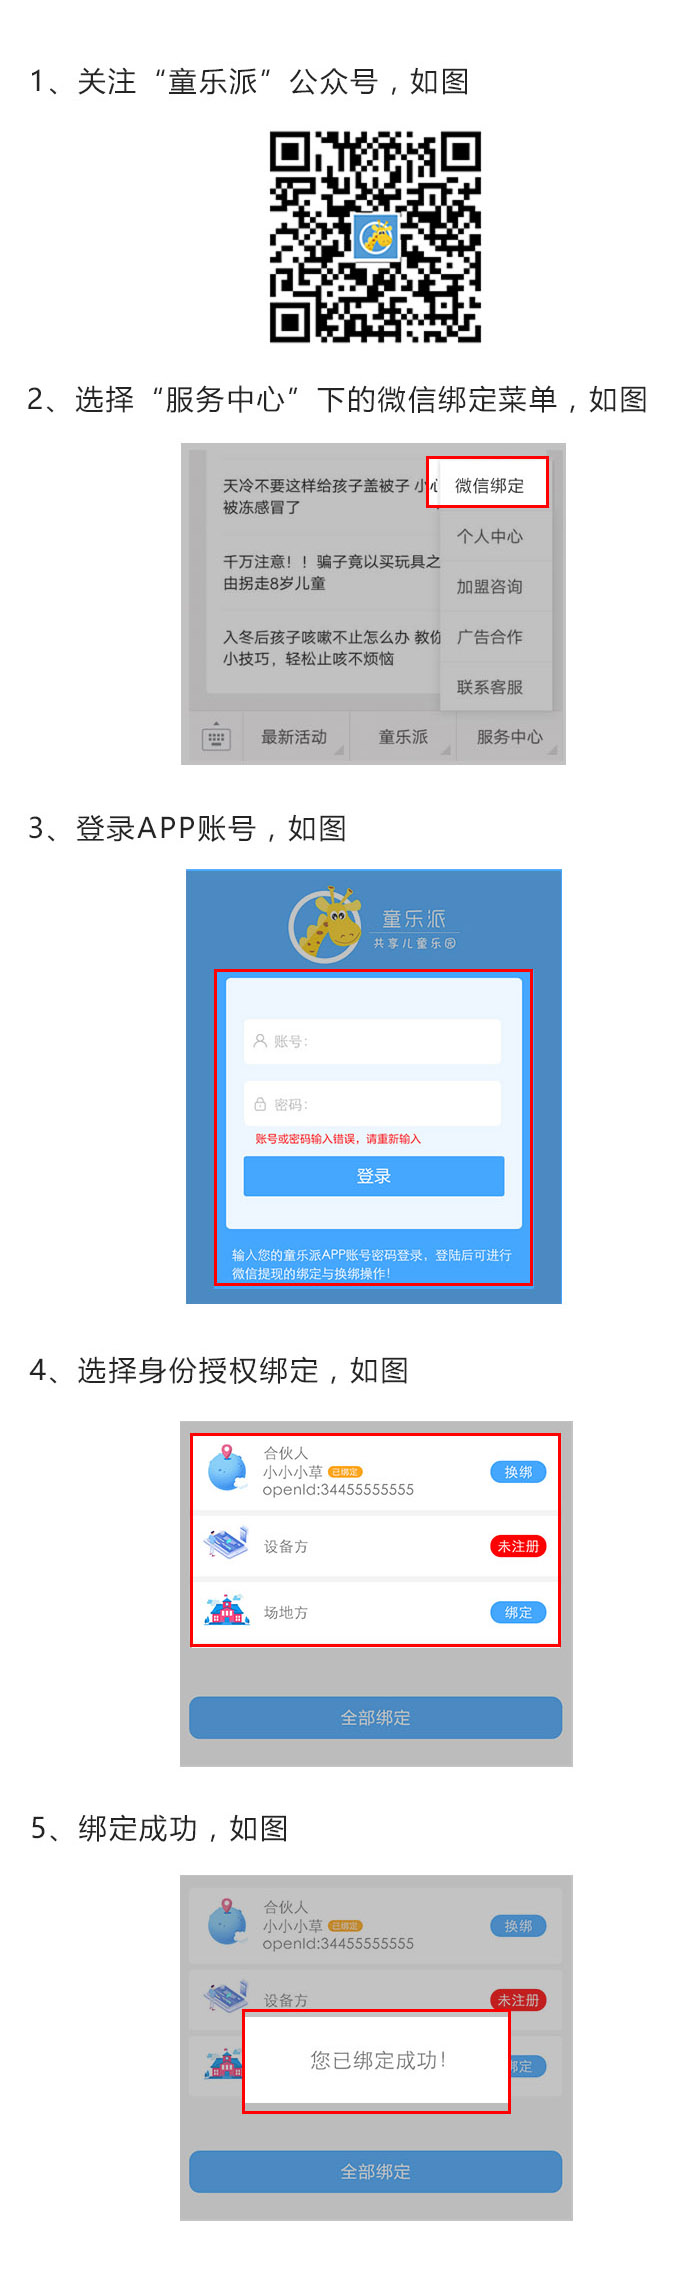 1、关注“童乐派”公众号，如图
2、选择“服务中心”下的微信绑定菜单，如图
天冷不要这样给孩子盖被子 小心
被冻感冒了
千万注意！！骗子竟以买玩具之
由拐走8岁儿童
入冬后孩子咳嗽不止怎么办 教你
小技巧，轻松止咳不烦恼
微信绑定
个人中心
加盟咨询
广告合作
联系客服
最新活动
童乐派
服务中心
3、登录APP账号，如图
童乐派
共享儿童乐园
账号:
密码:
账号或密码输入错误，请重新输入
登录
输入您的童乐派APP账号密码登录，登陆后可进行
微信提现的绑定与换绑操作!
4、选择身份授权绑定，如图
合伙人
小小小草 已绑定
openId:34455555555
换绑
设备方
未注册
场地方
绑定
全部绑定
5、绑定成功，如图
合伙人
小小小草 已绑定
openId:34455555555
换绑
设备方
未注册
您已绑定成功!
定
全部绑定